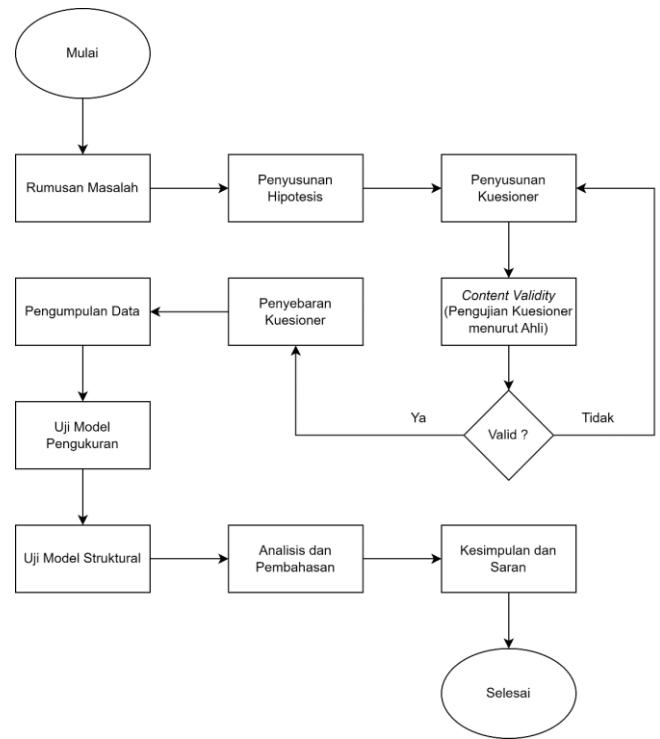 Mulai
Rumusan Masalah
Penyusunan
Hipotesis
Penyusunan
Kuesioner
Content Validity
(Pengujian Kuesioner
menurut Ahli)
Valid ?
Ya
Tidak
Penyebaran
Kuesioner
Pengumpulan Data
Uji Model
Pengukuran
Uji Model Struktural
Analisis dan
Pembahasan
Kesimpulan dan
Saran
Selesai